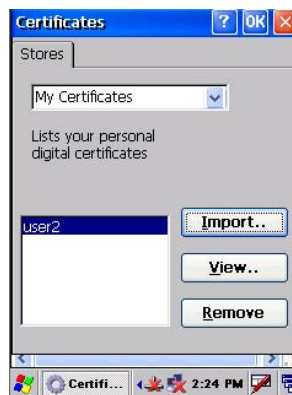 Certificates ? OK
Stores
My Certificates
Lists your personal
digital certificates
user2
Import..
View..
Remove
Certifi... 2:24 PM